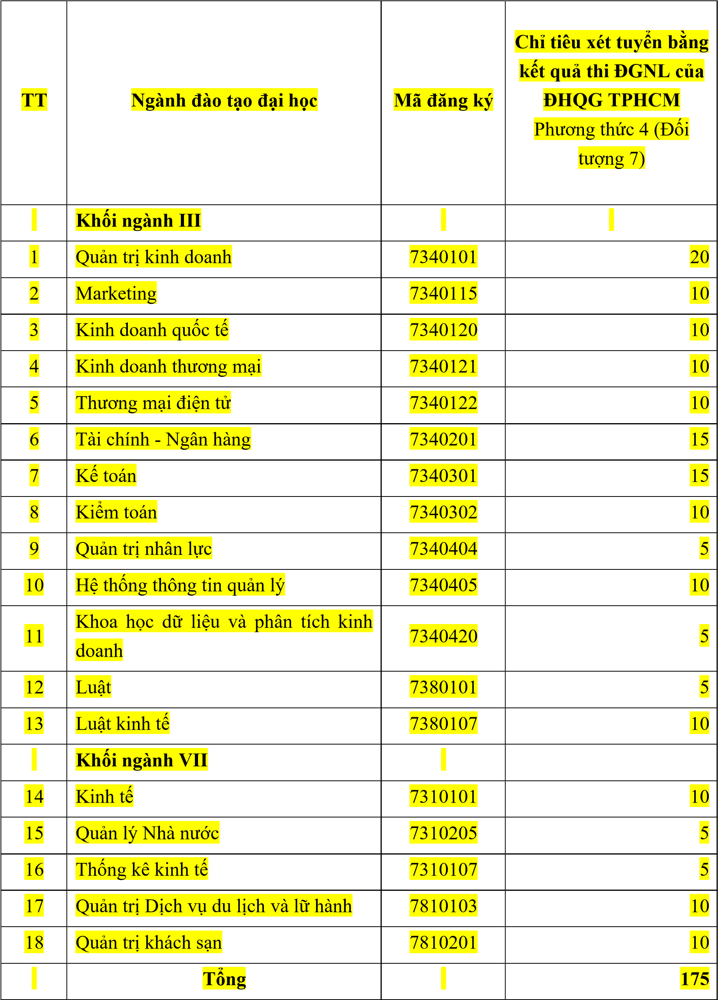 TT
Ngành đào tạo đại học
Mã đăng ký
Chỉ tiêu xét tuyển bằng
kết quả thi ĐGNL của
ĐHQG TPHCM
Phương thức 4 (Đối
tượng 7)
Khối ngành III
1 Quản trị kinh doanh 7340101 20
2 Marketing 7340115 10
3 Kinh doanh quốc tế 7340120 10
4 Kinh doanh thương mại 7340121 10
5 Thương mại điện tử 7340122 10
6 Tài chính - Ngân hàng 7340201 15
7 Kế toán 7340301 15
8 Kiểm toán 7340302 10
9 Quản trị nhân lực 7340404 5
10 Hệ thống thông tin quản lý 7340405 10
11 Khoa học dữ liệu và phân tích kinh
doanh 7340420 5
12 Luật 7380101 5
13 Luật kinh tế 7380107 10
Khối ngành VII
14 Kinh tế 7310101 10
15 Quản lý Nhà nước 7310205 5
16 Thống kê kinh tế 7310107 5
17 Quản trị Dịch vụ du lịch và lữ hành 7810103 10
18 Quản trị khách sạn 7810201 10
Tổng 175